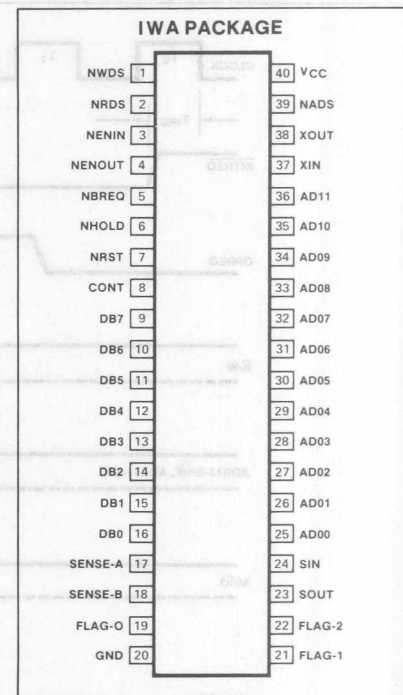 IWA PACKAGE
NWDS 1 40 VCC
NRDS 2 39 NADS
NENIN 3 38 XOUT
NENOUT 4 37 XIN
NBREQ 5 36 AD11
NHOLD 6 35 AD10
NRST 7 34 AD09
CONT 8 33 AD08
DB7 9 32 AD07
DB6 10 31 AD06
DB5 11 30 AD05
DB4 12 29 AD04
DB3 13 28 AD03
DB2 14 27 AD02
DB1 15 26 AD01
DB0 16 25 AD00
SENSE-A 17 24 SIN
SENSE-B 18 23 SOUT
FLAG-O 19 22 FLAG-2
GND 20 21 FLAG-1